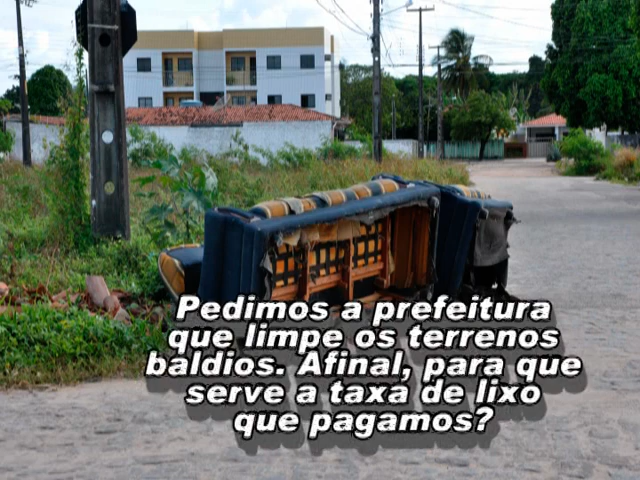 Pedimos a prefeitura
que limpe os terrenos
baldios. Afinal, para que
serve a taxa de lixo
que pagamos?